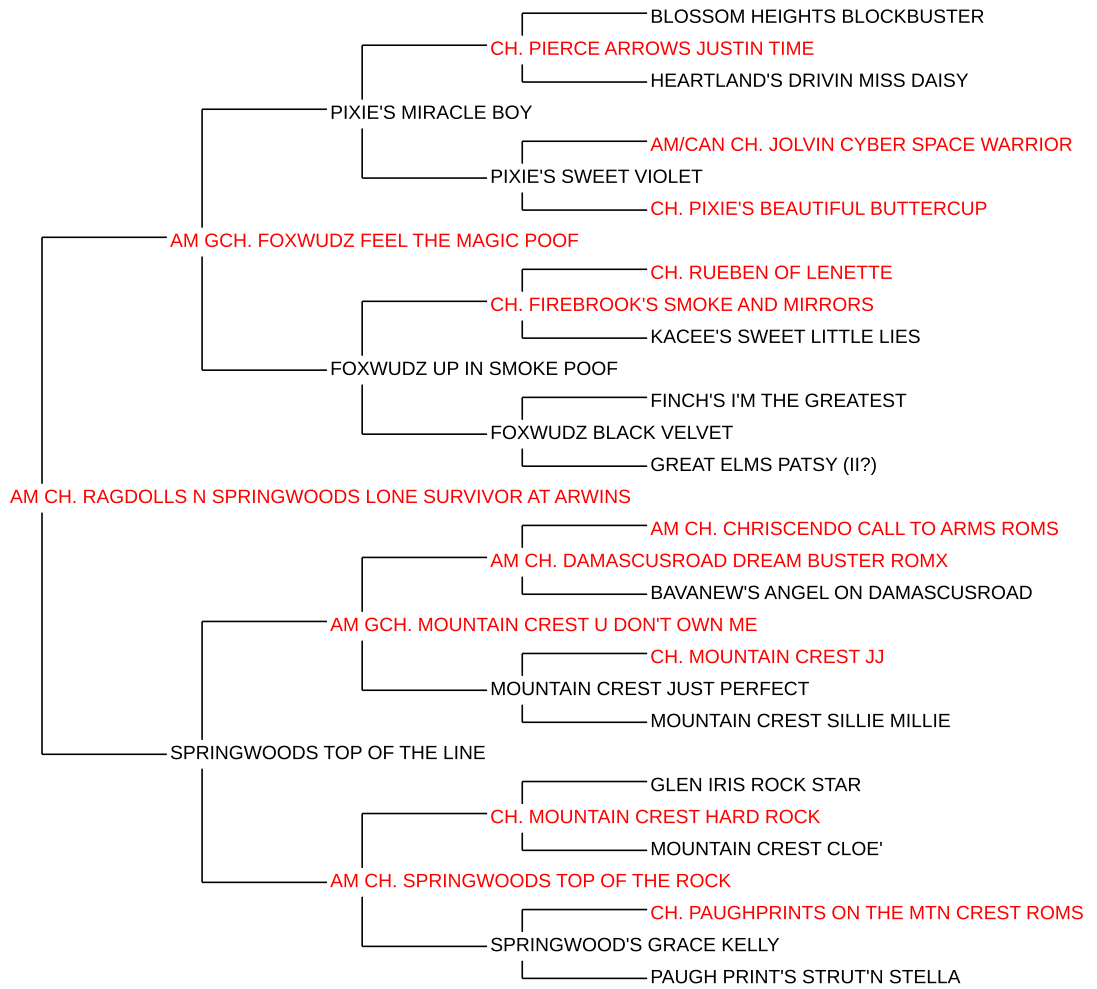 BLOSSOM HEIGHTS BLOCKBUSTER
CH. PIERCE ARROWS JUSTIN TIME
HEARTLAND'S DRIVIN MISS DAISY
PIXIE'S MIRACLE BOY
AM/CAN CH. JOLVIN CYBER SPACE WARRIOR
PIXIE'S SWEET VIOLET
CH. PIXIE'S BEAUTIFUL BUTTERCUP
AM GCH. FOXWUDZ FEEL THE MAGIC POOF
CH. RUEBEN OF LENETTE
CH. FIREBROOK'S SMOKE AND MIRRORS
KACEE'S SWEET LITTLE LIES
FOXWUDZ UP IN SMOKE POOF
FINCH'S I'M THE GREATEST
FOXWUDZ BLACK VELVET
GREAT ELMS PATSY (II?)
AM CH. RAGDOLLS N SPRINGWOODS LONE SURVIVOR AT ARWINS
AM CH. CHRISCENDO CALL TO ARMS ROMS
AM CH. DAMASCUSROAD DREAM BUSTER ROMX
BAVANEW'S ANGEL ON DAMASCUSROAD
AM GCH. MOUNTAIN CREST U DON'T OWN ME
CH. MOUNTAIN CREST JJ
MOUNTAIN CREST JUST PERFECT
MOUNTAIN CREST SILLIE MILLIE
SPRINGWOODS TOP OF THE LINE
GLEN IRIS ROCK STAR
CH. MOUNTAIN CREST HARD ROCK
MOUNTAIN CREST CLOE'
AM CH. SPRINGWOODS TOP OF THE ROCK
CH. PAUGHPRINTS ON THE MTN CREST ROMS
SPRINGWOOD'S GRACE KELLY
PAUGH PRINT'S STRUT'N STELLA